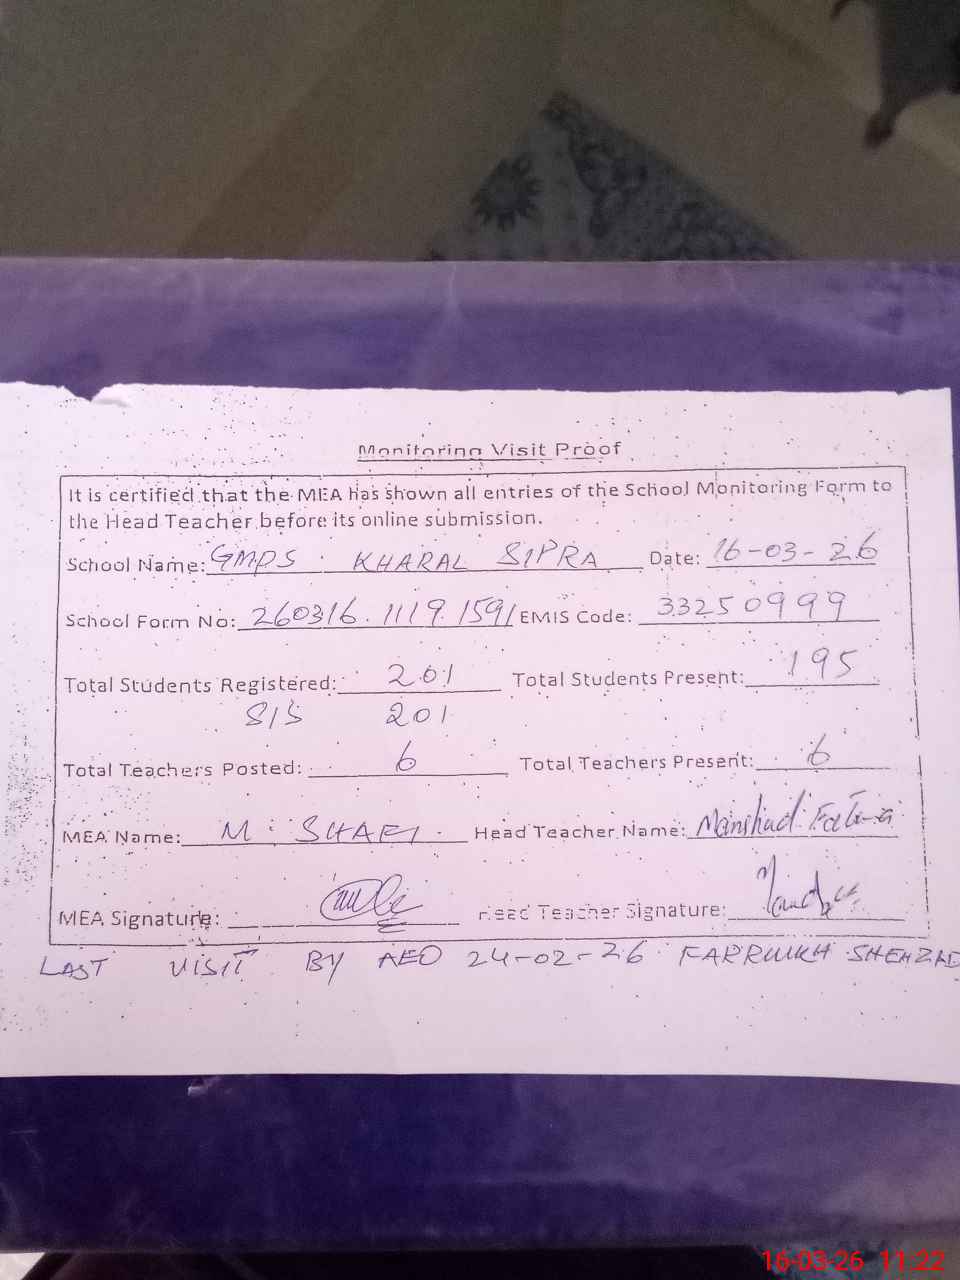 Monitoring Visit Proof
It is certified that the MEA has shown all entries of the School Monitoring Form to
the Head Teacher before its online submission.
School Name: GMPS KHARAL SIPRA Date: 16-03-26
School Form No: 260316.1119.1591 EMIS Code: 33250999
Total Students Registered: 201 Total Students Present: 195
SIS 201
Total Teachers Posted: 6 Total Teachers Present: 6
MEA Name: M. SHAFI Head Teacher Name: Manshad Fatima
MEA Signature: Head Teacher Signature:
LAST VISIT BY AEO 24-02-26 FARRUKH SHEHZAD
16-03-26 11:22